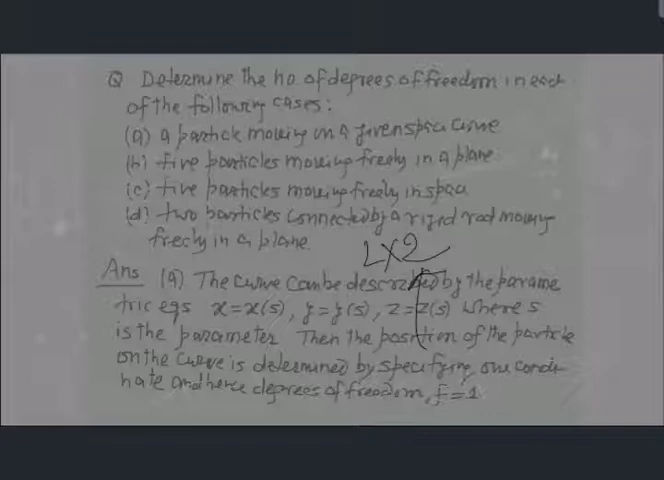 Q Determine the no of degrees of freedom in each
of the following cases:
(a) a particle moving on a given space curve
(b) five particles moving freely in a plane
(c) five particles moving freely in space
(d) two particles connected by a rigid rod moving
freely in a plane
2x2
Ans (a) The curve can be described by the parame
tric eqs x=x(s), y=y(s), z=z(s) where s
is the parameter. Then the position of the particle
on the curve is determined by specifying one coordi-
nate and hence degrees of freedom, f=1